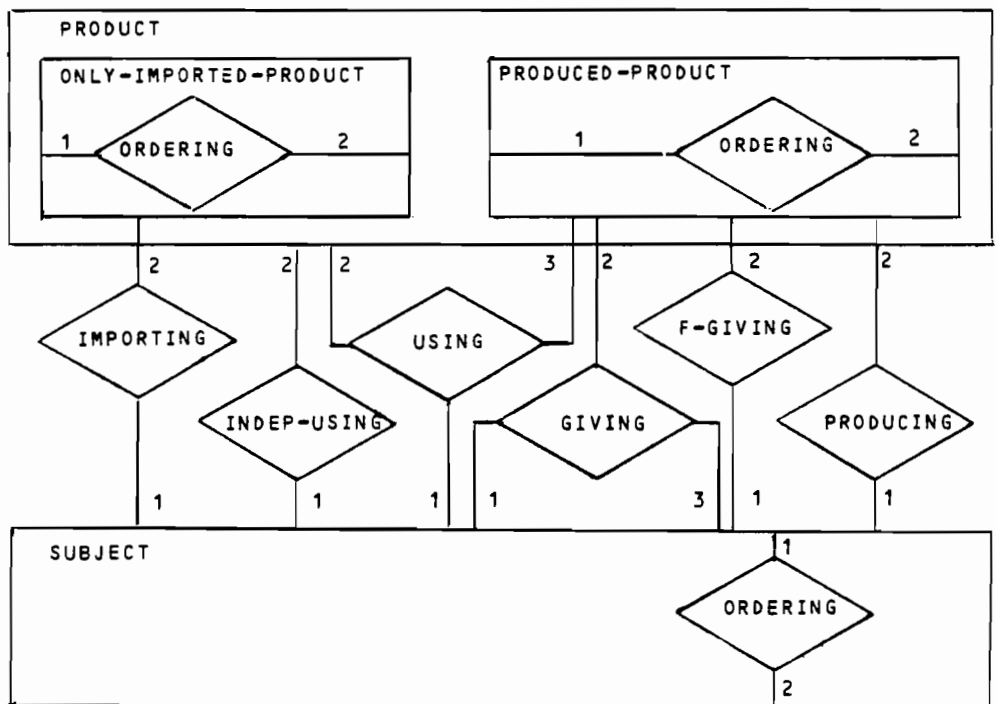 PRODUCT
ONLY-IMPORTED-PRODUCT
PRODUCED-PRODUCT
1 ORDERING 2
1 ORDERING 2
2 2 2 3 2 2 2
IMPORTING
USING
F-GIVING
INDEP-USING
GIVING
PRODUCING
1 1 1 1 3 1 1
SUBJECT
1
ORDERING
2